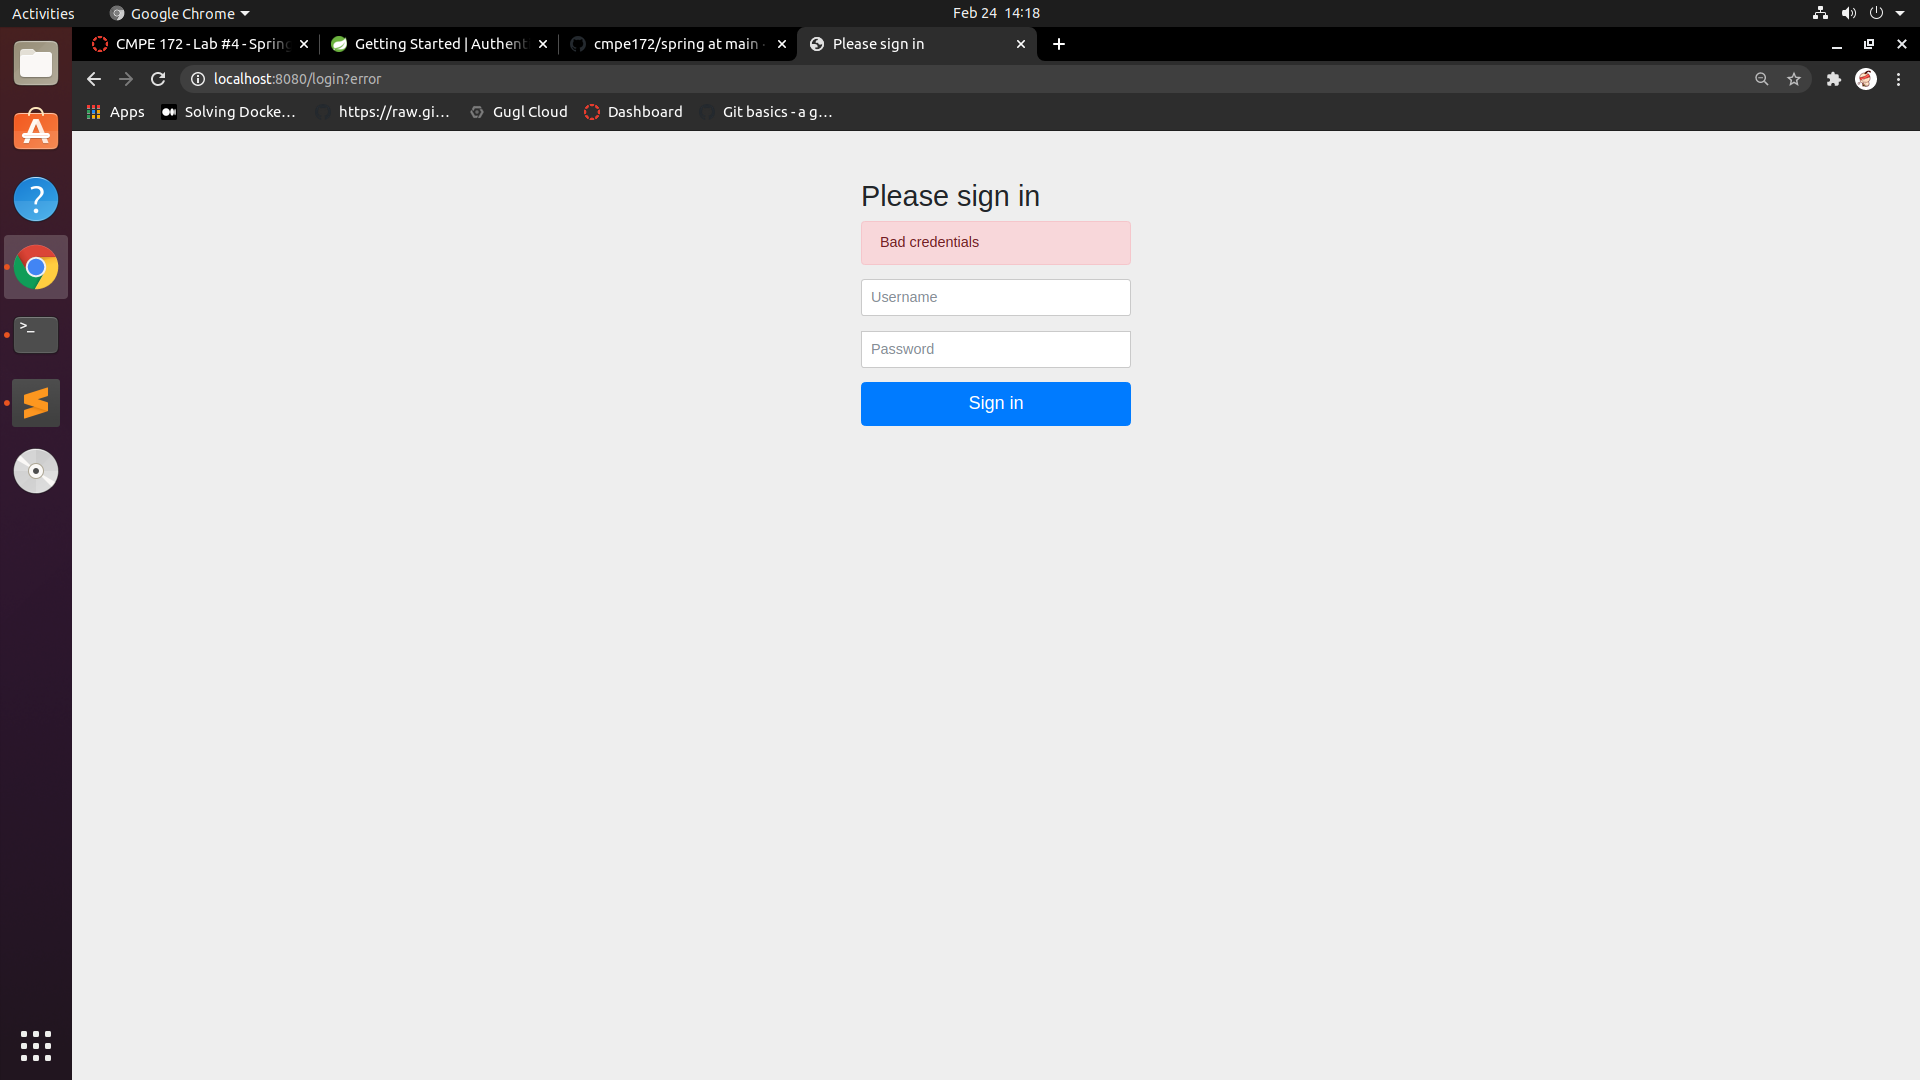 Activities
Google Chrome
Feb 24 14:18
CMPE 172 - Lab #4 - Spring
Getting Started | Authent
cmpe172/spring at main
Please sign in
localhost:8080/login?error
Apps
Solving Docke...
https://raw.gi...
Gugl Cloud
Dashboard
Git basics - a g...
Please sign in
Bad credentials
Username
Password
Sign in